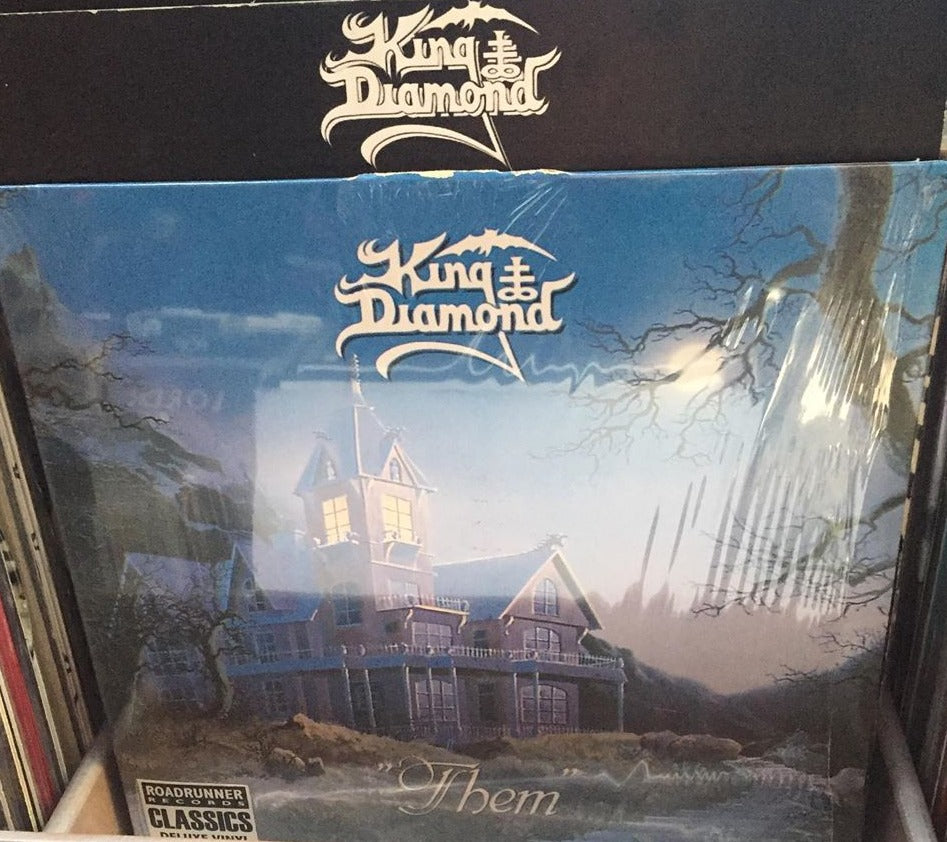 King
Diamond
King
Diamond
"Them"
ROADRUNNER
RECORDS
CLASSICS
DELUXE VINYL